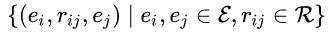 {(e_i, r_{ij}, e_j) | e_i, e_j ∈ ℰ, r_{ij} ∈ ℛ}